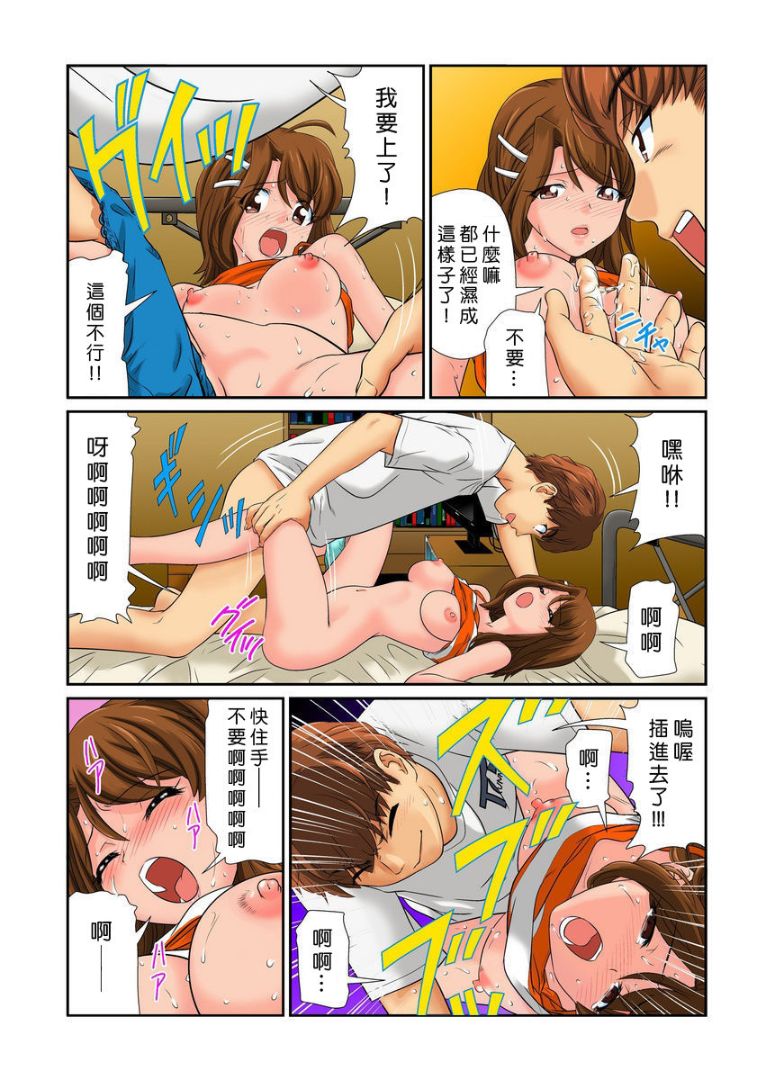 什麼嘛
都已經濕成
這樣子了！
不要…
ニチャ
我要上了！
グイッ
這個不行!!
嘿咻!!
ギシッ
グイッ
啊啊
呀啊啊啊啊啊
嗚喔
插進去了!!!
啊…
ズブブ
啊啊…
快住手──
不要啊啊啊啊啊
ハァ
ハァ
ハァ
啊──